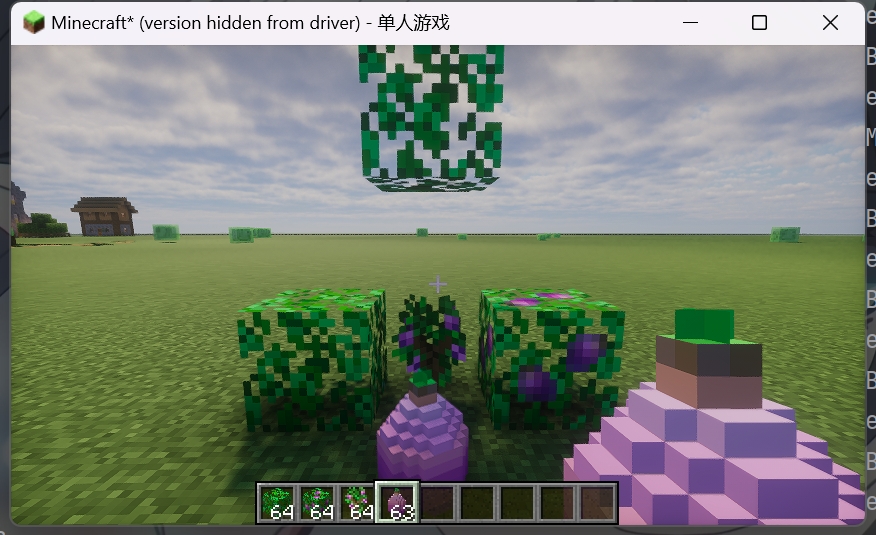 Minecraft* (version hidden from driver) - 单人游戏
64 64 64 63